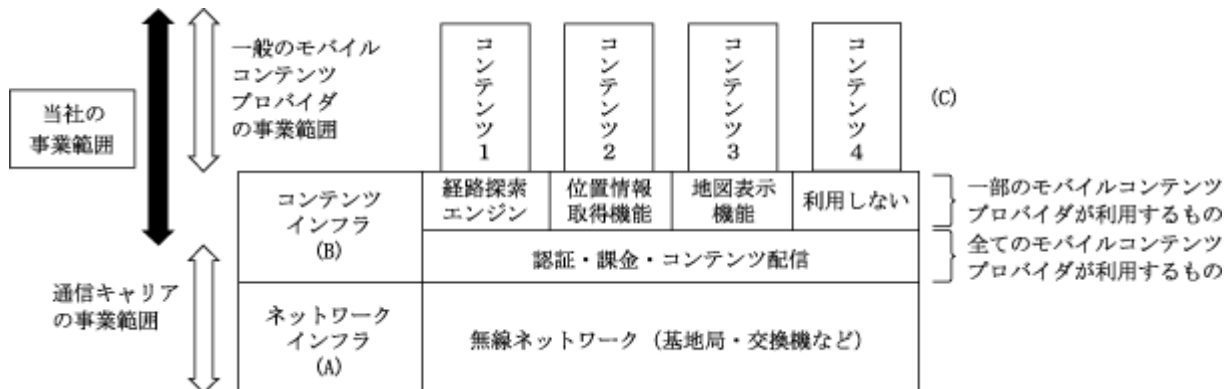 当社の
事業範囲
一般のモバイル
コンテンツ
プロバイダ
の事業範囲
コンテンツ1
コンテンツ2
コンテンツ3
コンテンツ4
(C)
コンテンツ
インフラ
(B)
経路探索
エンジン
位置情報
取得機能
地図表示
機能
利用しない
一部のモバイルコンテンツ
プロバイダが利用するもの
認証・課金・コンテンツ配信
全てのモバイルコンテンツ
プロバイダが利用するもの
通信キャリア
の事業範囲
ネットワーク
インフラ
(A)
無線ネットワーク（基地局・交換機など）